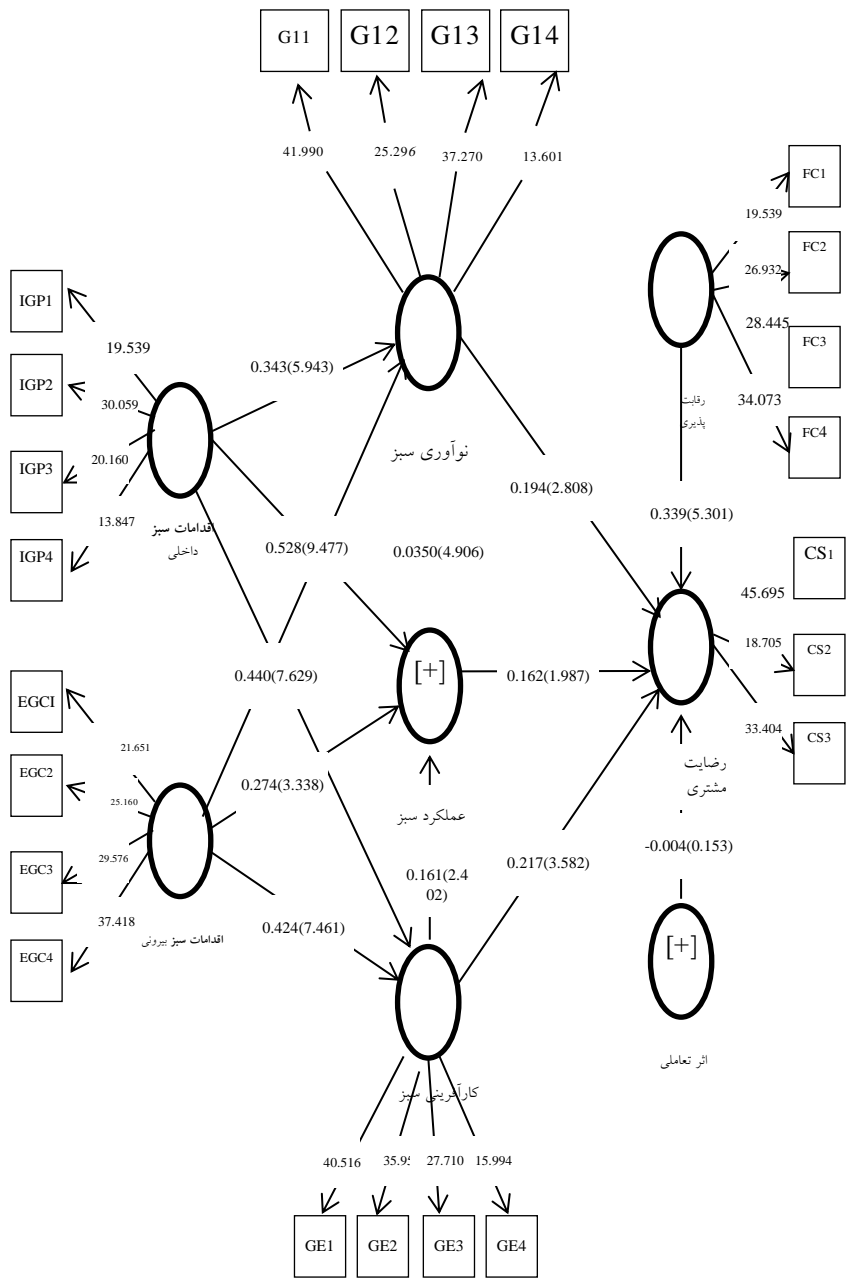 G11 G12 G13 G14
41.990 25.296 37.270 13.601
FC1
19.539
FC2
26.932
28.445
FC3
34.073
FC4
رقابت
پذیری
IGP1
19.539
IGP2
30.059
IGP3
20.160
13.847
IGP4
اقدامات سبز
داخلی
0.343(5.943)
نوآوری سبز
0.194(2.808)
0.339(5.301)
0.528(9.477)
0.0350(4.906)
CS1
45.695
18.705
CS2
33.404
CS3
0.440(7.629)
[+]
0.162(1.987)
رضایت
مشتری
EGCI
21.651
EGC2
25.160
EGC3
29.576
37.418
EGC4
اقدامات سبز بیرونی
0.274(3.338)
عملکرد سبز
-0.004(0.153)
0.161(2.4
02)
0.217(3.582)
0.424(7.461)
[+]
اثر تعاملی
کارآفرینی سبز
40.516 27.710 15.994
GE1 GE2 GE3 GE4